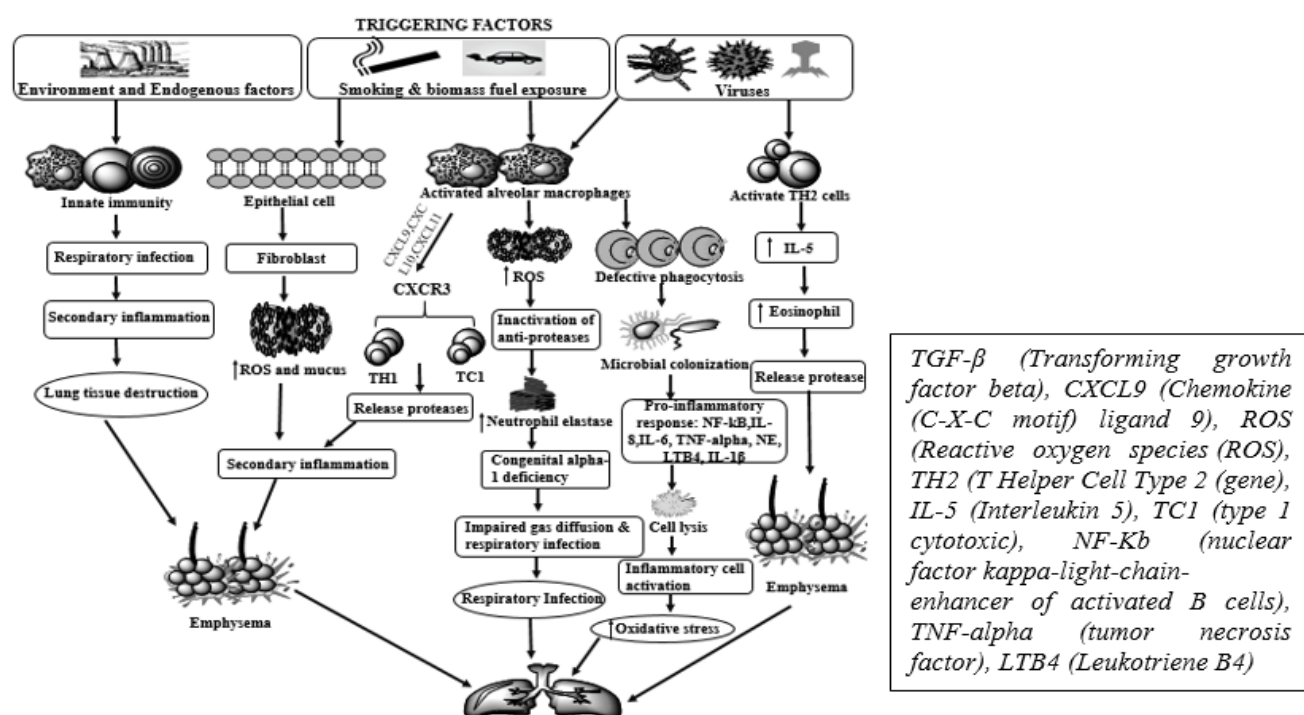 TRIGGERING FACTORS
Environment and Endogenous factors
Smoking & biomass fuel exposure
Viruses
Innate immunity
Epithelial cell
Activated alveolar macrophages
Activate TH2 cells
Respiratory infection
Fibroblast
CXCL9,CXC
L10,CXCL11
CXCR3
↑ ROS
Defective phagocytosis
↑ IL-5
Secondary inflammation
↑ROS and mucus
TH1
TC1
Inactivation of
anti-proteases
Microbial colonization
↑ Eosinophil
Lung tissue destruction
Release proteases
↑Neutrophil elastase
Pro-inflammatory
response: NF-kB,IL-
8,IL-6, TNF-alpha, NE,
LTB4, IL-1β
Release protease
Secondary inflammation
Congenital alpha-
1 deficiency
Cell lysis
Impaired gas diffusion &
respiratory infection
Inflammatory cell
activation
Emphysema
Respiratory Infection
↑Oxidative stress
Emphysema
TGF-β (Transforming growth
factor beta), CXCL9 (Chemokine
(C-X-C motif) ligand 9), ROS
(Reactive oxygen species (ROS),
TH2 (T Helper Cell Type 2 (gene),
IL-5 (Interleukin 5), TC1 (type 1
cytotoxic), NF-Kb (nuclear
factor kappa-light-chain-
enhancer of activated B cells),
TNF-alpha (tumor necrosis
factor), LTB4 (Leukotriene B4)